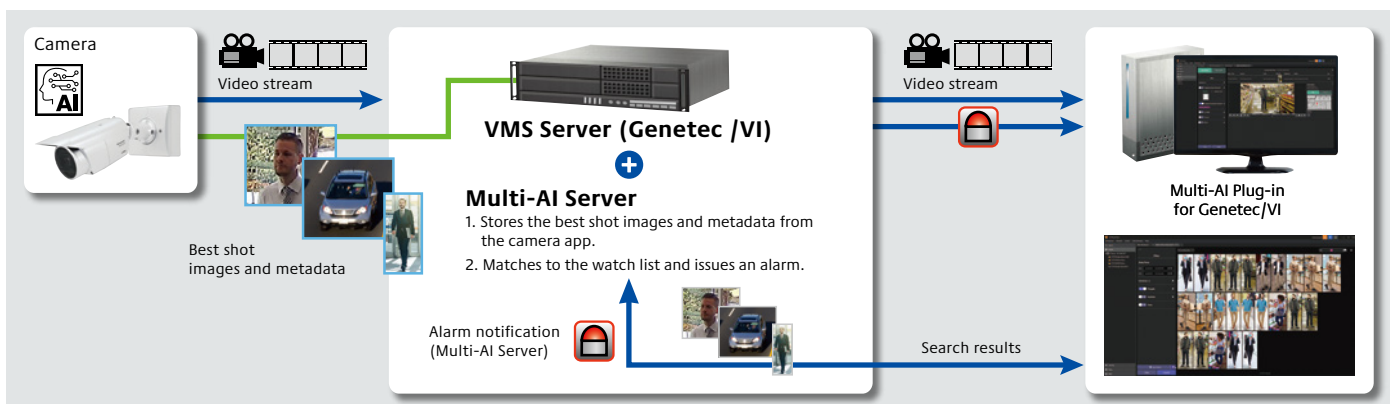 Camera
AI
Video stream
Best shot
images and metadata
VMS Server (Genetec /VI)
Multi-AI Server
1. Stores the best shot images and metadata from
the camera app.
2. Matches to the watch list and issues an alarm.
Alarm notification
(Multi-AI Server)
Video stream
Search results
Multi-AI Plug-in
for Genetec/VI